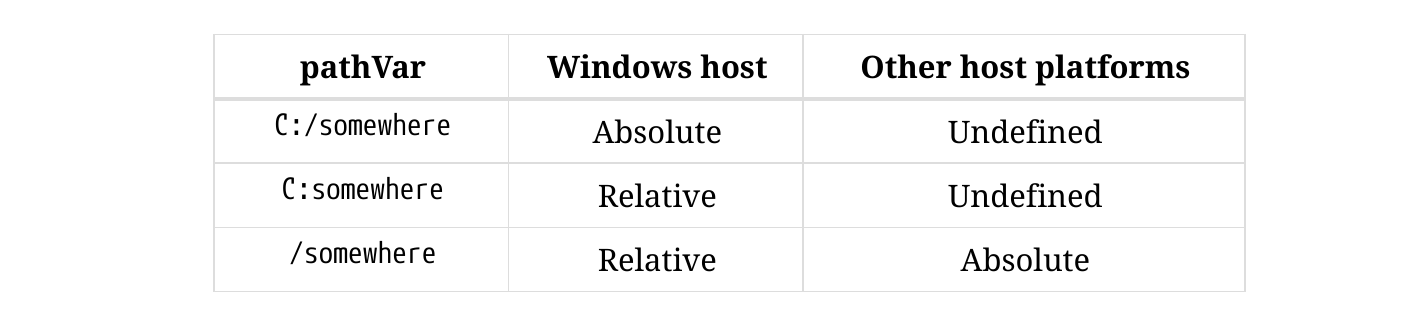 pathVar Windows host Other host platforms
C:/somewhere Absolute Undefined
C:somewhere Relative Undefined
/somewhere Relative Absolute